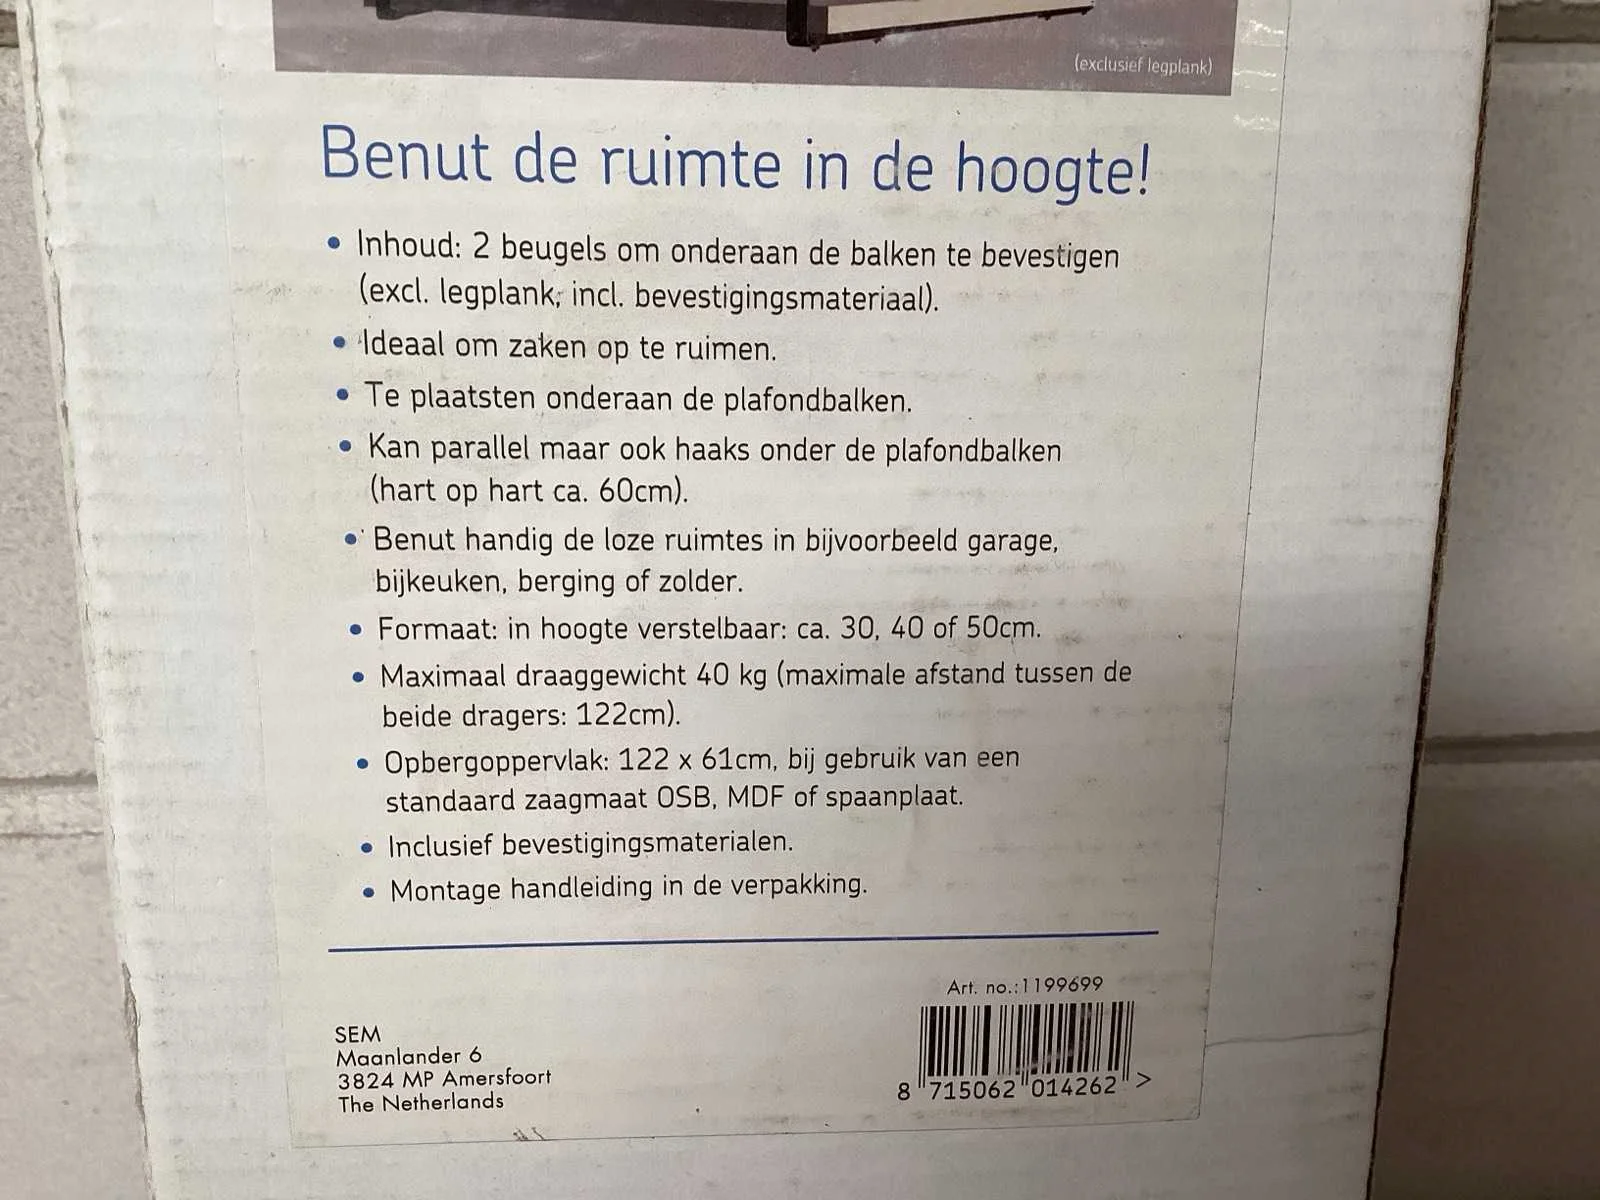 (exclusief legplank)
Benut de ruimte in de hoogte!
• Inhoud: 2 beugels om onderaan de balken te bevestigen
(excl. legplank, incl. bevestigingsmateriaal).
• Ideaal om zaken op te ruimen.
• Te plaatsten onderaan de plafondbalken.
• Kan parallel maar ook haaks onder de plafondbalken
(hart op hart ca. 60cm).
• Benut handig de loze ruimtes in bijvoorbeeld garage,
bijkeuken, berging of zolder.
• Formaat: in hoogte verstelbaar: ca. 30, 40 of 50cm.
• Maximaal draaggewicht 40 kg (maximale afstand tussen de
beide dragers: 122cm).
• Opbergoppervlak: 122 x 61cm, bij gebruik van een
standaard zaagmaat OSB, MDF of spaanplaat.
• Inclusief bevestigingsmaterialen.
• Montage handleiding in de verpakking.
SEM
Maanlander 6
3824 MP Amersfoort
The Netherlands
Art. no.:1199699
8 715062 014262 >